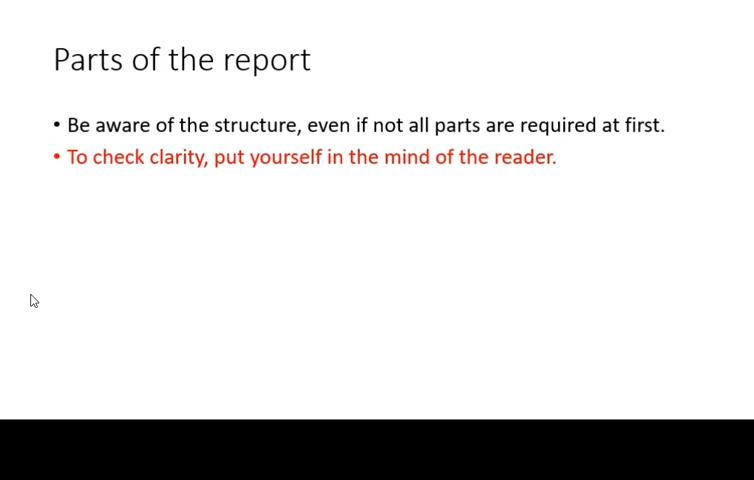 Parts of the report
• Be aware of the structure, even if not all parts are required at first.
• To check clarity, put yourself in the mind of the reader.